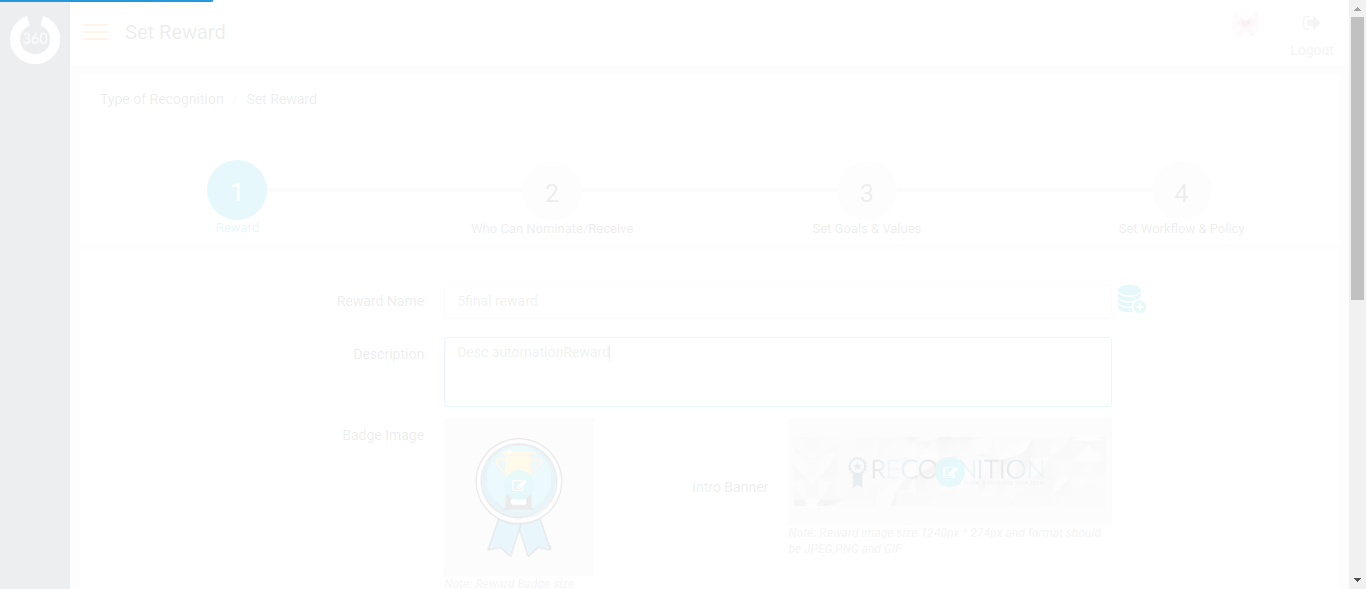 360
Set Reward
Logout
Type of Recognition / Set Reward
1
2
3
4
Reward
Who Can Nominate/Receive
Set Goals & Values
Set Workflow & Policy
Reward Name
5final reward
Description
Desc automationReward
Badge Image
Intro Banner
RECOGNITION
Note: Reward image size 1240px * 274px and format should
be JPEG,PNG and GIF
Note: Reward Badge size